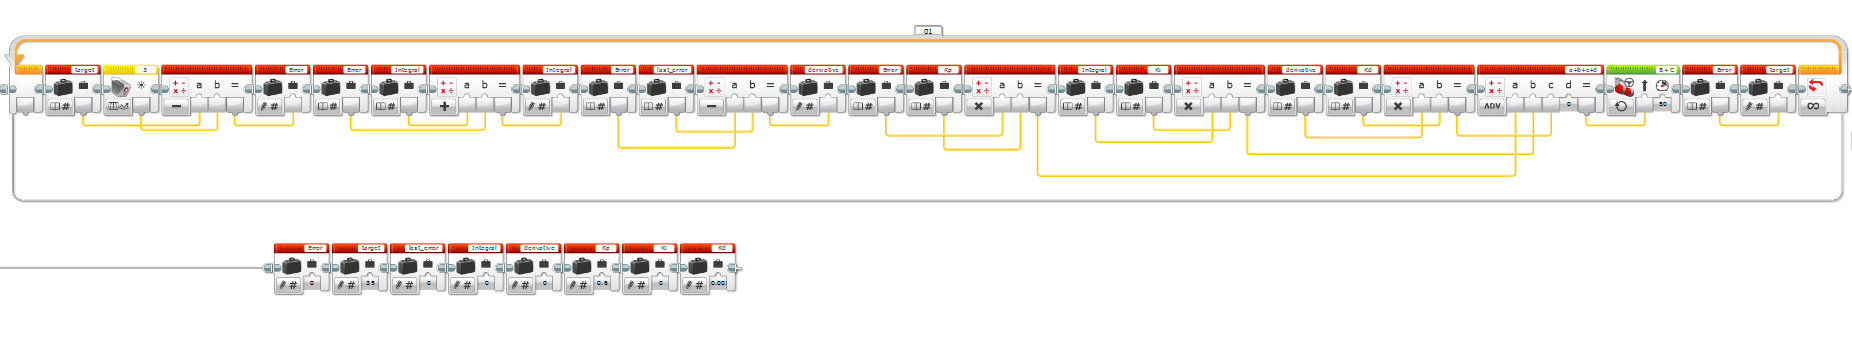 01
target 3 Error Error Integral Integral Error last_error derivative Error Kp Integral Ki derivative Kd a+b+c+d B+C Error target
a b = a b = a b = a b = a b = a b = a b c d =
# # # # # # # # # # # # # ADV 0 50 # # ∞
Error target last_error Integral derivative Kp Ki Kd
0 35 0 0 0 0.6 0 0.00
# # # # # # # #